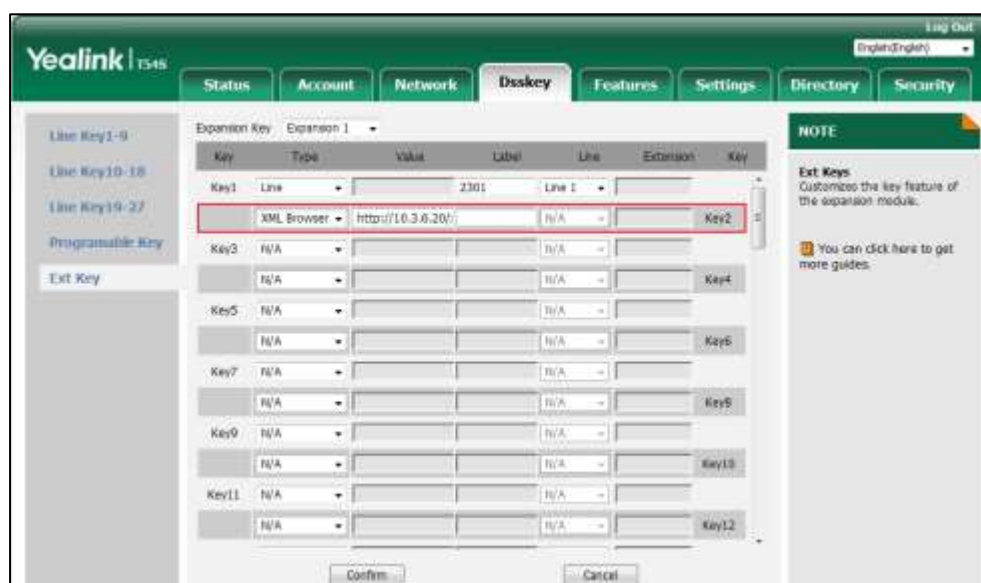 Log Out
Yealink T54S
English(English)
Status Account Network Dsskey Features Settings Directory Security
Line Key1-9
Line Key10-18
Line Key19-27
Programable Key
Ext Key
Expansion Key Expansion 1
Key Type Value Label Line Extension Key
Key1 Line 2301 Line 1
XML Browser http://10.3.6.20/ N/A Key2
Key3 N/A N/A
N/A N/A Key4
Key5 N/A N/A
N/A N/A Key6
Key7 N/A N/A
N/A N/A Key8
Key9 N/A N/A
N/A N/A Key10
Key11 N/A N/A
N/A N/A Key12
Confirm Cancel
NOTE
Ext Keys
Customizes the key feature of
the expansion module.
You can click here to get
more guides.